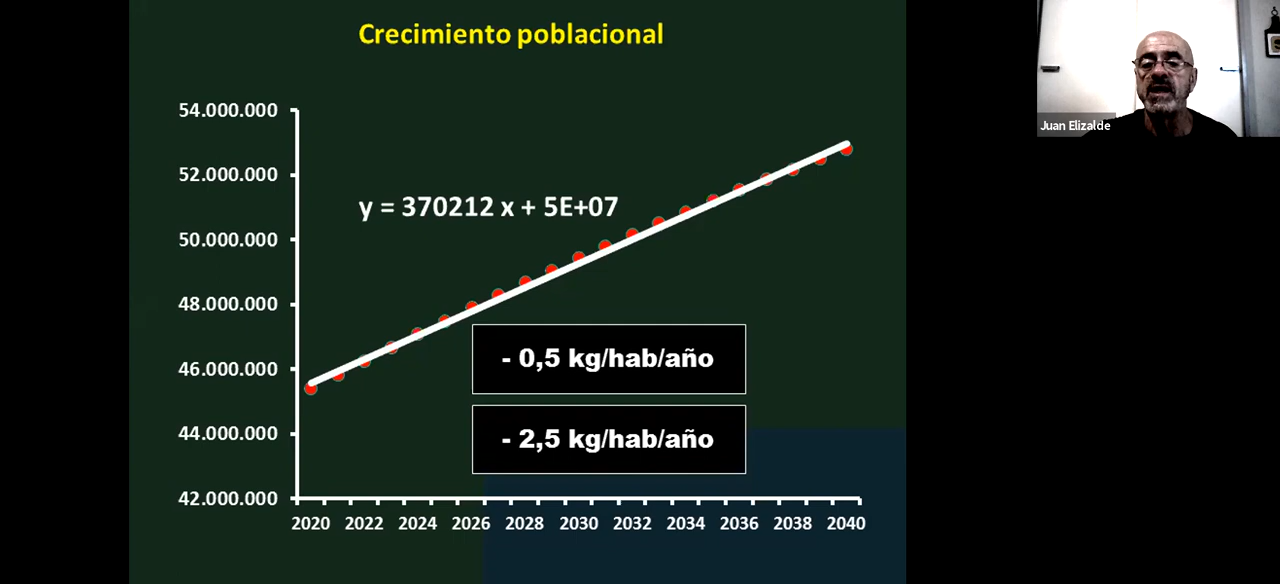 Crecimiento poblacional
54.000.000
52.000.000
50.000.000
48.000.000
46.000.000
44.000.000
42.000.000
y = 370212 x + 5E+07
- 0,5 kg/hab/año
- 2,5 kg/hab/año
2020 2022 2024 2026 2028 2030 2032 2034 2036 2038 2040
Juan Elizalde